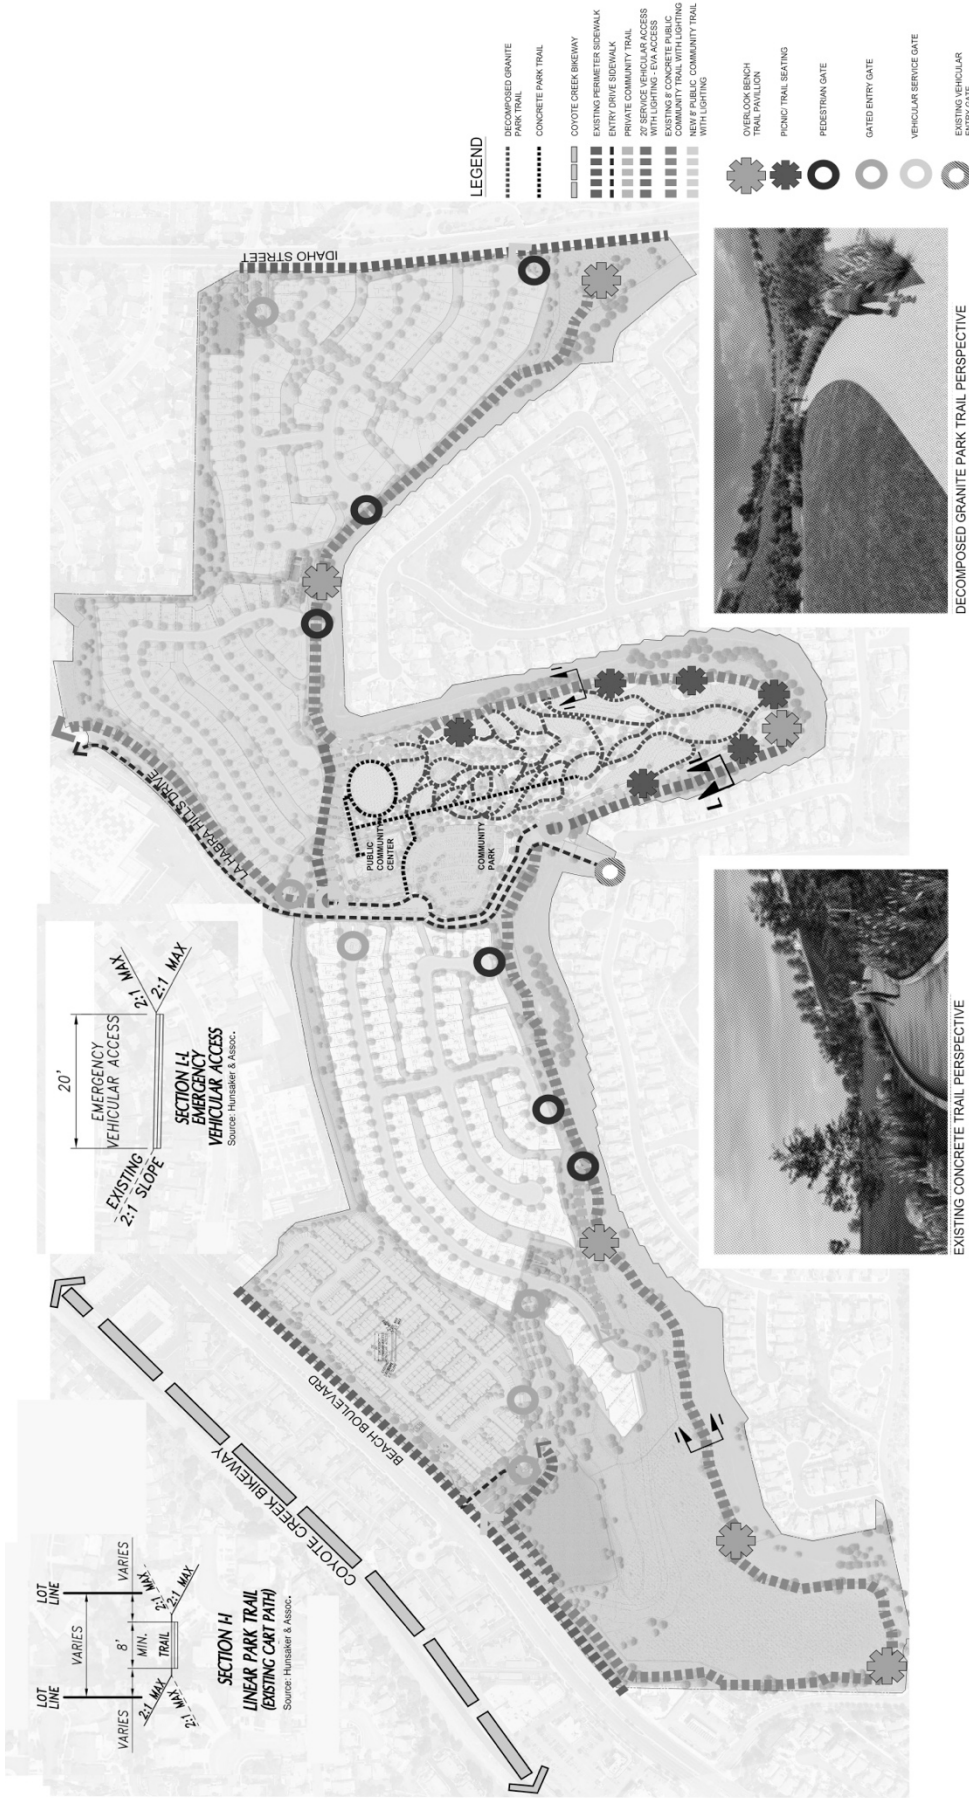 LOT
LINE
LOT
LINE
VARIES
VARIES
8'
VARIES
MIN.
TRAIL
2:1 MAX
2:1 MAX
2:1 MAX
2:1 MAX
SECTION I-I
LINEAR PARK TRAIL
(EXISTING CART PATH)
Source: Hunsaker & Assoc.
20'
EMERGENCY
VEHICULAR ACCESS
EXISTING
2:1 SLOPE
2:1 MAX
2:1 MAX
SECTION L-L
EMERGENCY
VEHICULAR ACCESS
Source: Hunsaker & Assoc.
COYOTE CREEK BIKEWAY
BEACH BOULEVARD
LA HABRA HILLS DRIVE
IDAHO STREET
PUBLIC
COMMUNITY
CENTER
COMMUNITY
PARK
I
I
I
I
L
LEGEND
DECOMPOSED GRANITE
PARK TRAIL
CONCRETE PARK TRAIL
COYOTE CREEK BIKEWAY
EXISTING PERIMETER SIDEWALK
ENTRY DRIVE SIDEWALK
PRIVATE COMMUNITY TRAIL
20' SERVICE VEHICULAR ACCESS
WITH LIGHTING - EVA ACCESS
EXISTING 8' CONCRETE PUBLIC
COMMUNITY TRAIL WITH LIGHTING
NEW 8' PUBLIC COMMUNITY TRAIL
WITH LIGHTING
OVERLOOK BENCH
TRAIL PAVILLION
PICNIC/ TRAIL SEATING
PEDESTRIAN GATE
GATED ENTRY GATE
VEHICULAR SERVICE GATE
EXISTING VEHICULAR
ENTRY GATE
EXISTING CONCRETE TRAIL PERSPECTIVE
DECOMPOSED GRANITE PARK TRAIL PERSPECTIVE